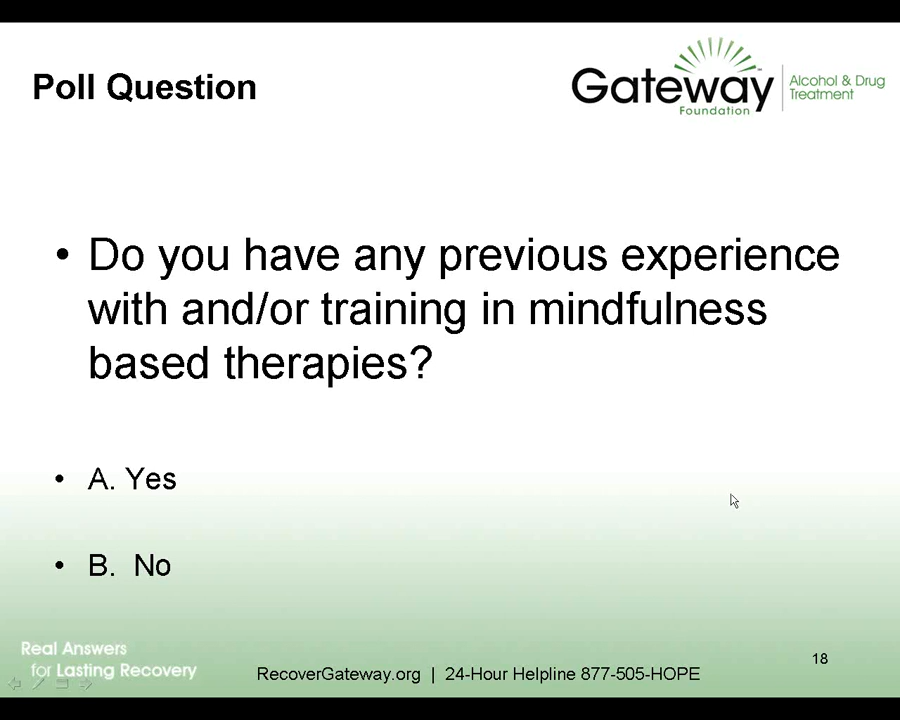 Poll Question
Gateway
Foundation
Alcohol & Drug
Treatment
• Do you have any previous experience
with and/or training in mindfulness
based therapies?
• A. Yes
• B. No
Real Answers
for Lasting Recovery
RecoverGateway.org | 24-Hour Helpline 877-505-HOPE
18